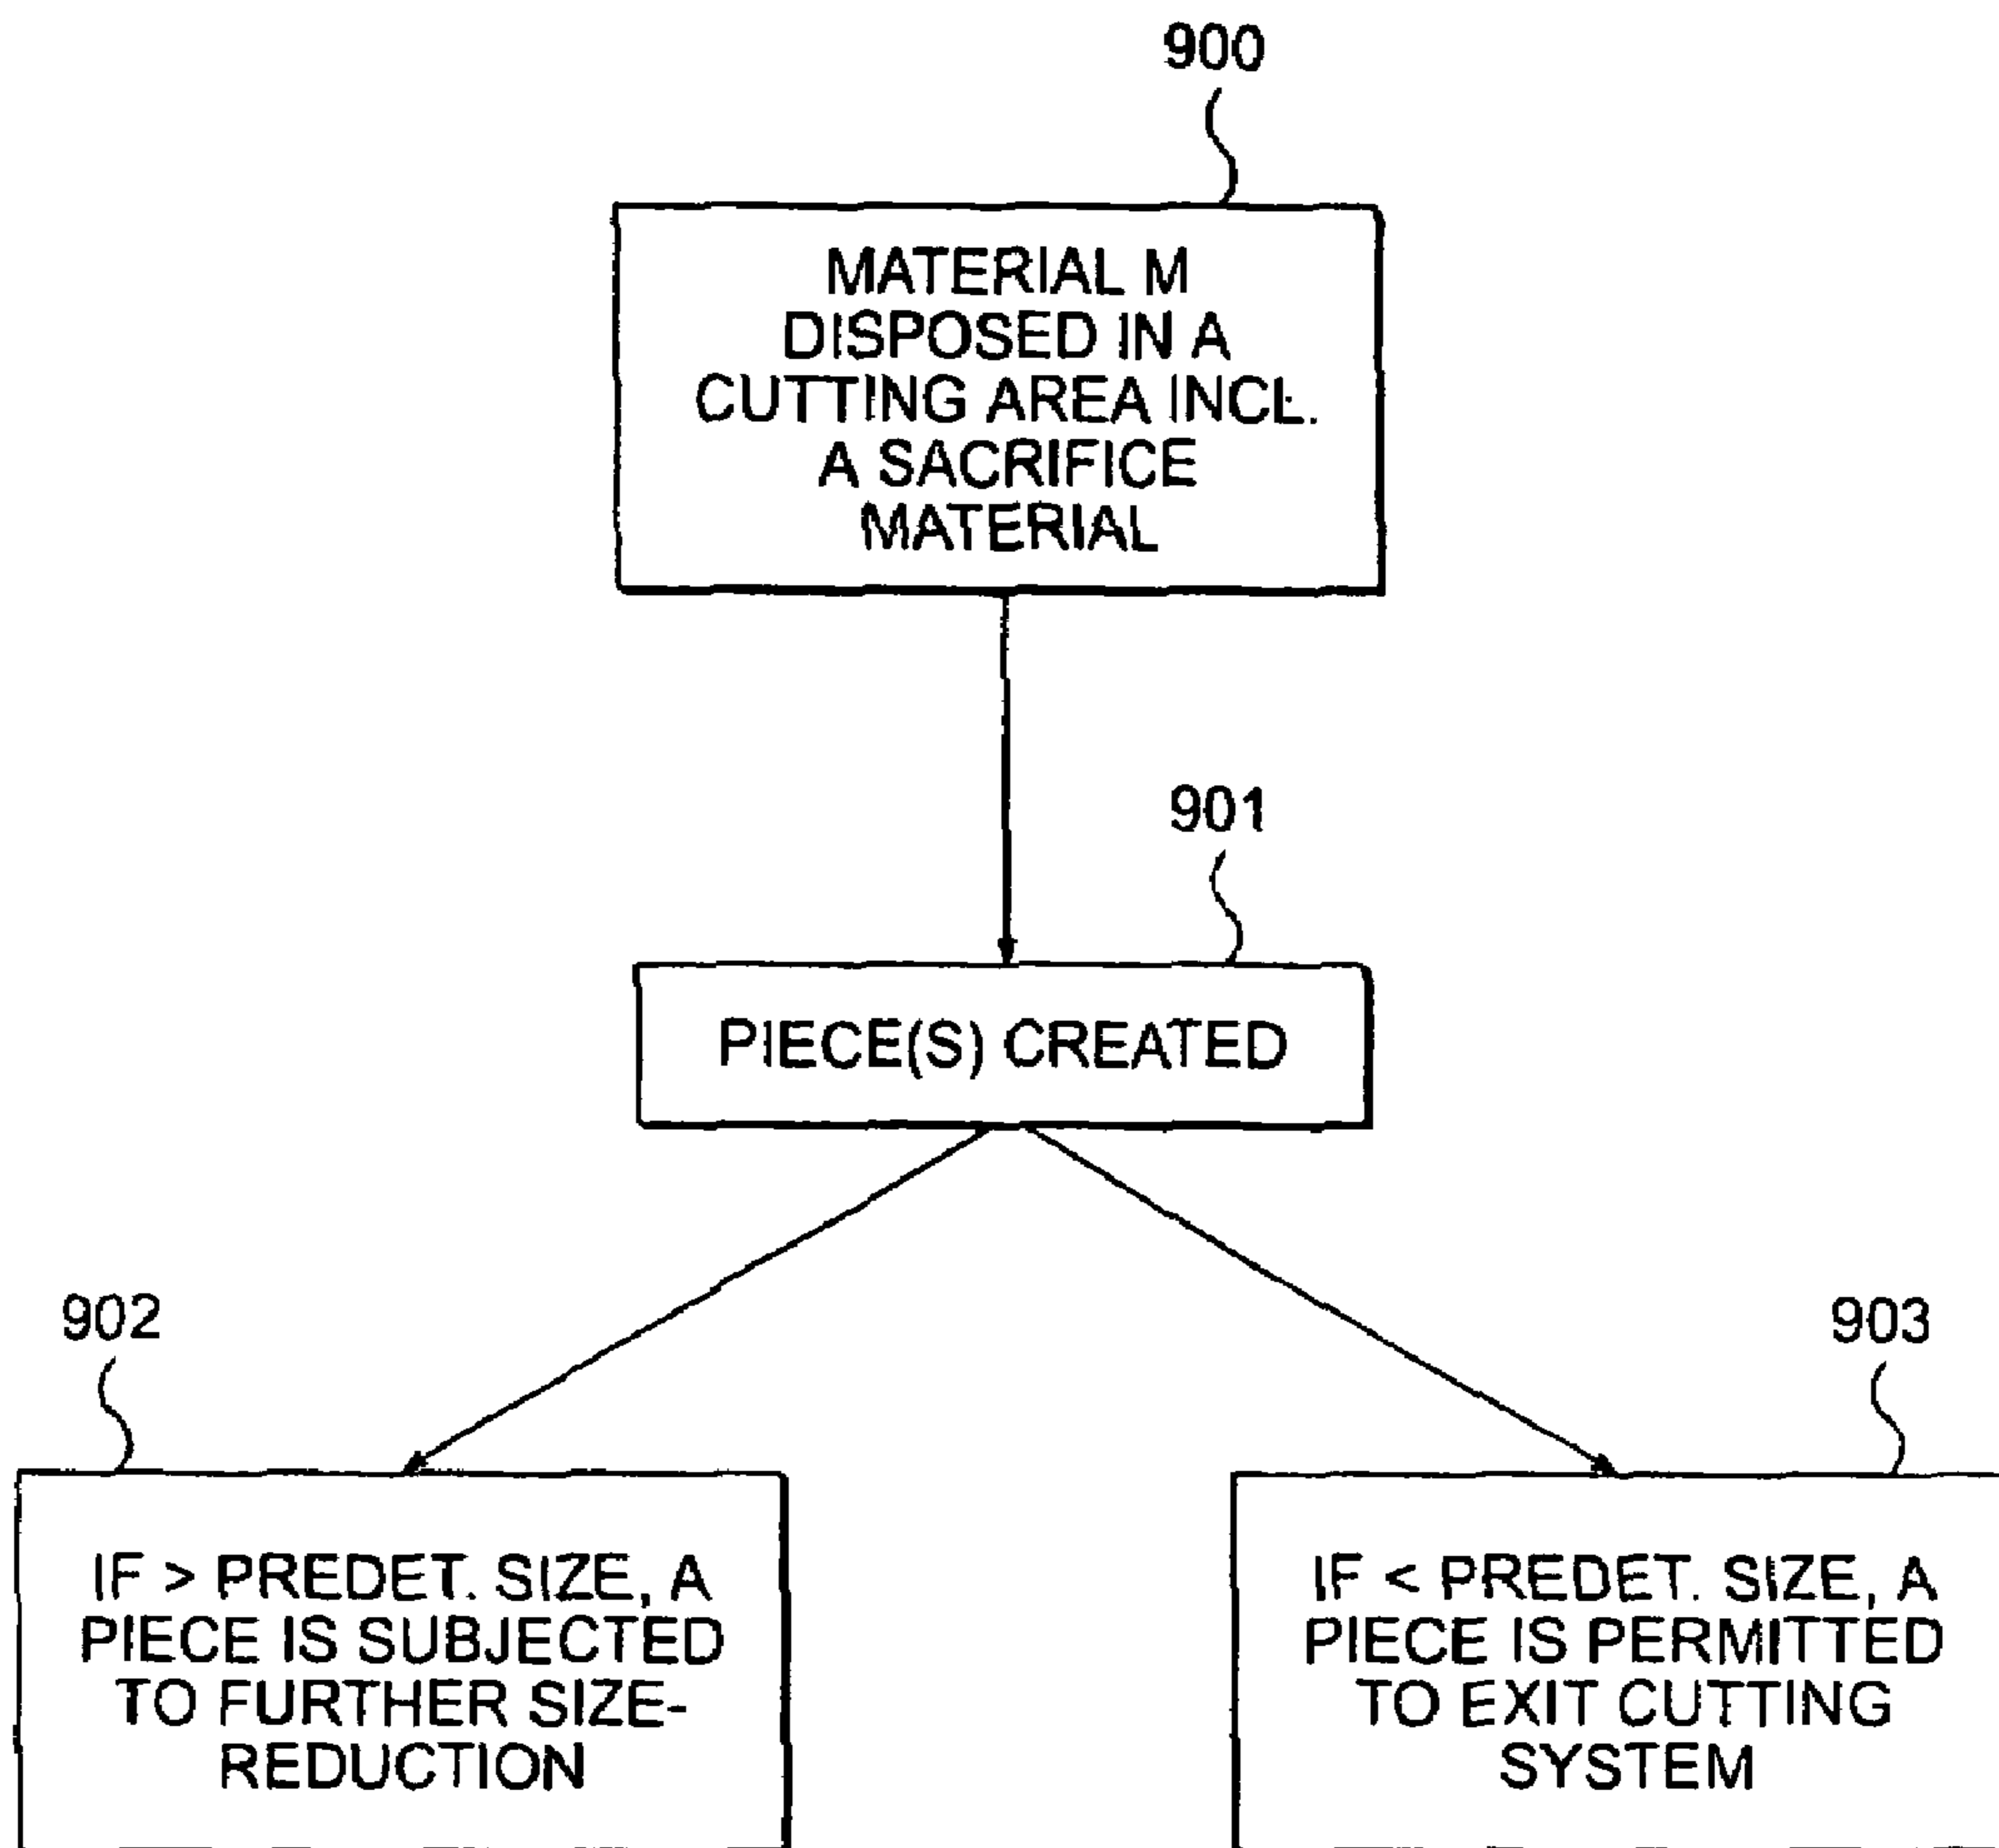 900
MATERIAL M
DISPOSED IN A
CUTTING AREA INCL.
A SACRIFICE
MATERIAL
901
PIECE(S) CREATED
902
IF > PREDET. SIZE, A
PIECE IS SUBJECTED
TO FURTHER SIZE-
REDUCTION
903
IF < PREDET. SIZE, A
PIECE IS PERMITTED
TO EXIT CUTTING
SYSTEM